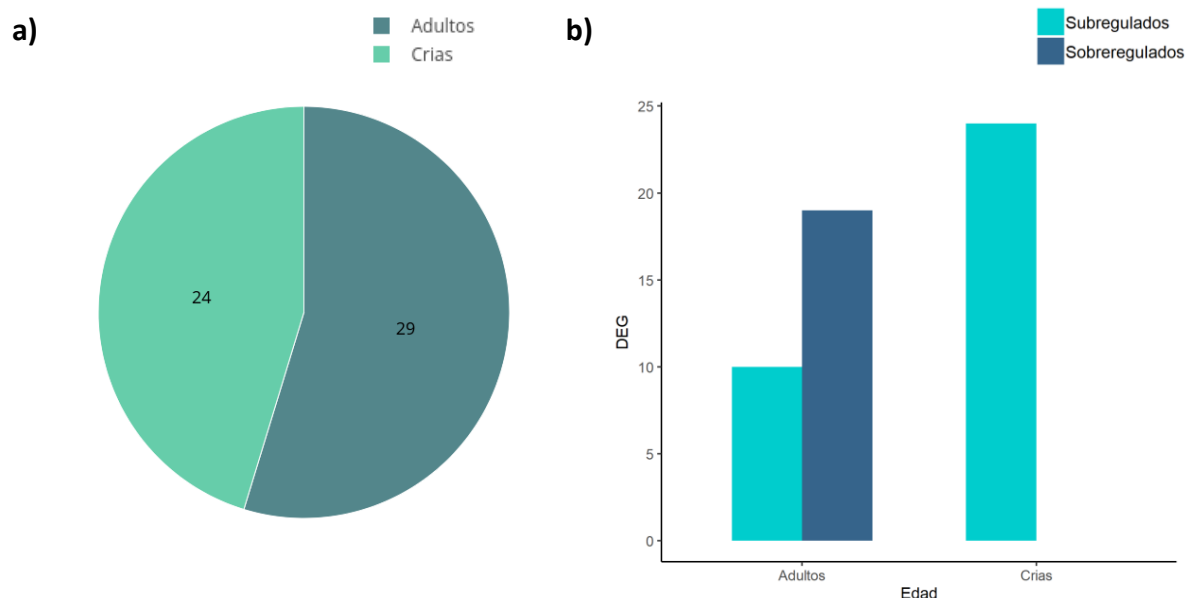 a)
Adultos
Crias
24
29
b)
Subregulados
Sobreregulados
25
20
15
10
5
0
DEG
Adultos
Crias
Edad